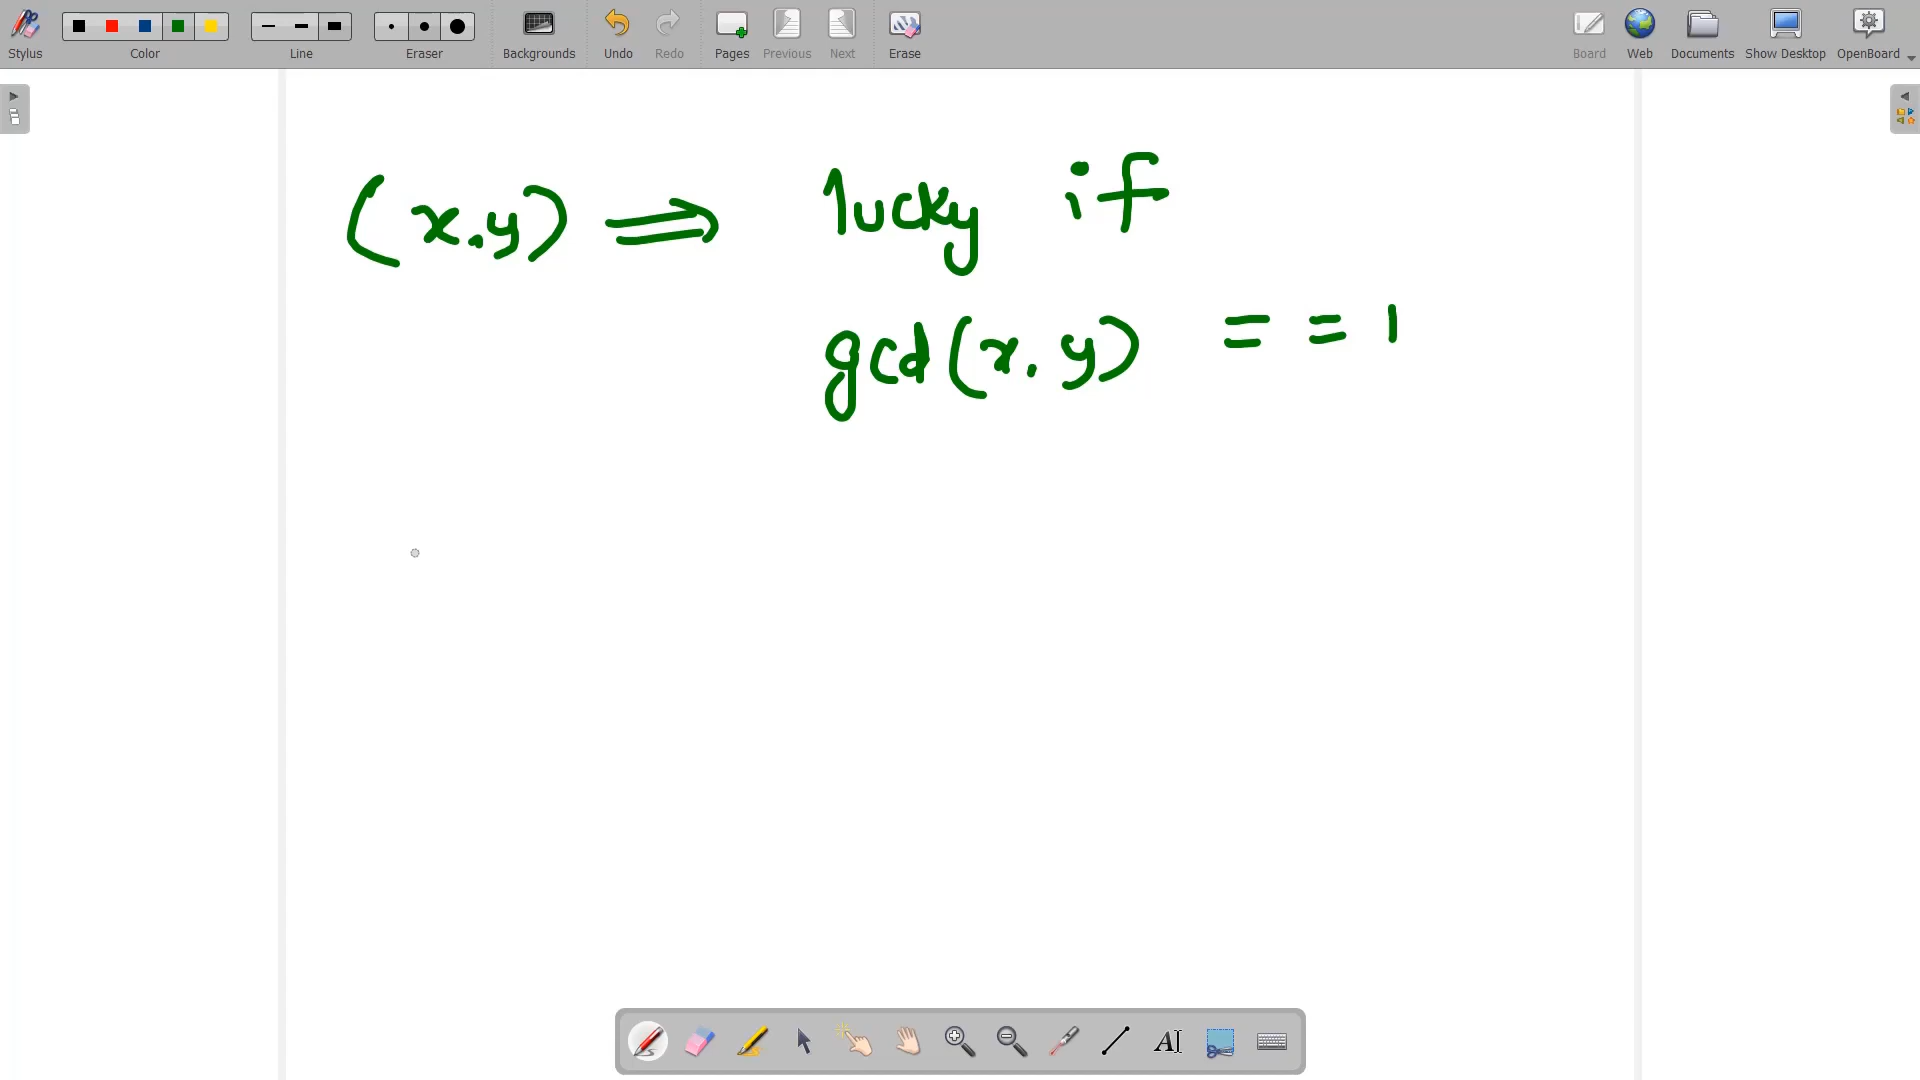 Stylus Color Line Eraser Backgrounds Undo Redo Pages Previous Next Erase Board Web Documents Show Desktop OpenBoard
(x,y) ⟹ lucky if
gcd(x,y) == 1
AI